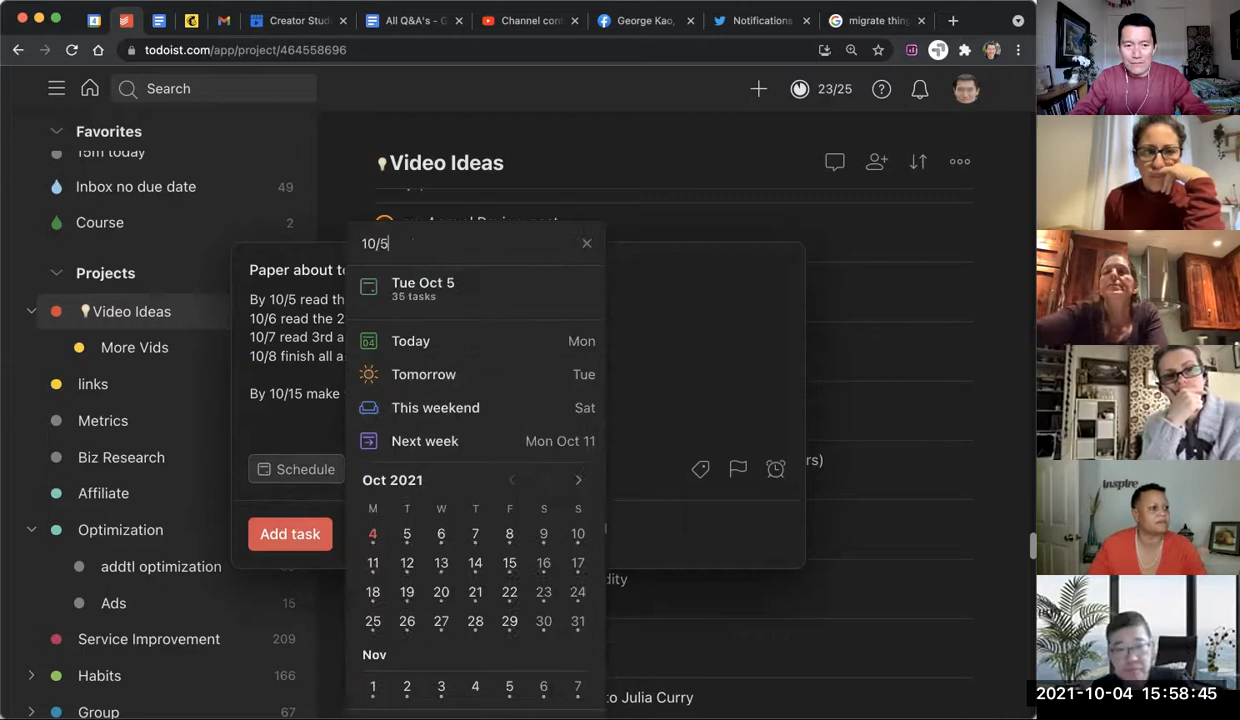 Creator Stud
All Q&A's - G
Channel con
George Kao,
Notifications
migrate thing
todoist.com/app/project/464558696
Search
23/25
Favorites
15m today
Inbox no due date 49
Course 2
Projects
Video Ideas
More Vids
links
Metrics
Biz Research
Affiliate
Optimization
addtl optimization
Ads 15
Service Improvement 209
Habits 166
Group 67
Video Ideas
Paper about te
By 10/5 read th
10/6 read the 2
10/7 read 3rd a
10/8 finish all a
By 10/15 make
Schedule
Add task
10/5
Tue Oct 5
35 tasks
04 Today Mon
Tomorrow Tue
This weekend Sat
Next week Mon Oct 11
Oct 2021
M T W T F S S
4 5 6 7 8 9 10
11 12 13 14 15 16 17
18 19 20 21 22 23 24
25 26 27 28 29 30 31
Nov
1 2 3 4 5 6 7
rs)
dity
to Julia Curry
inspire
2021-10-04 15:58:45